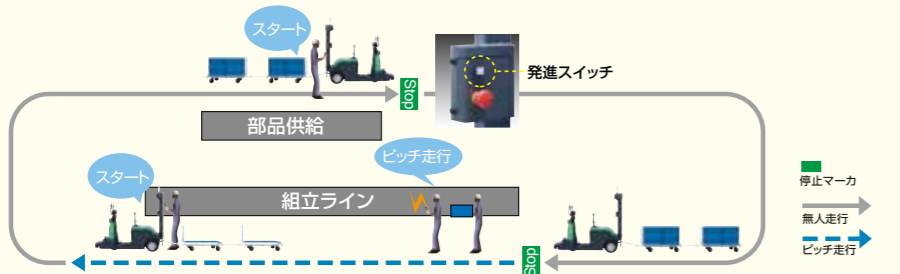 スタート
Stop
発進スイッチ
部品供給
ピッチ走行
スタート
組立ライン
Stop
停止マーカ
無人走行
ピッチ走行